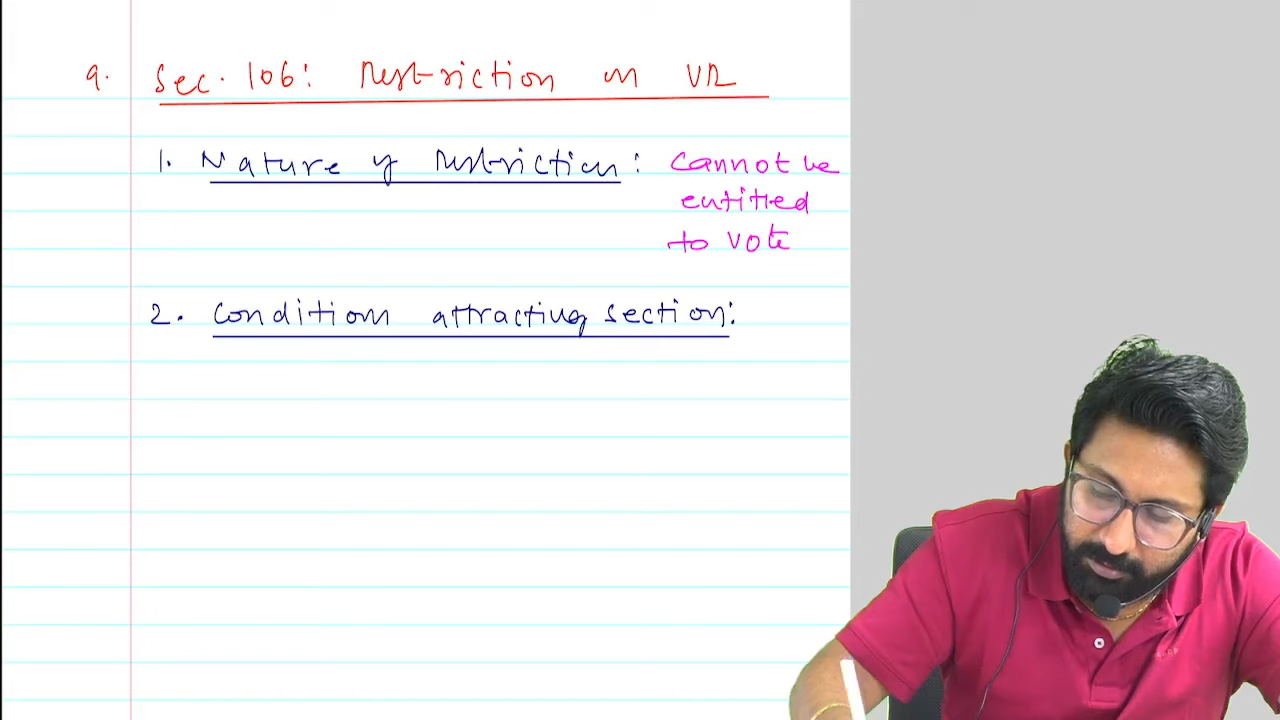 9. Sec. 106: Restriction on VR
1. Nature of Restriction: Cannot be
entitled
to vote
2. Condition attracting section: